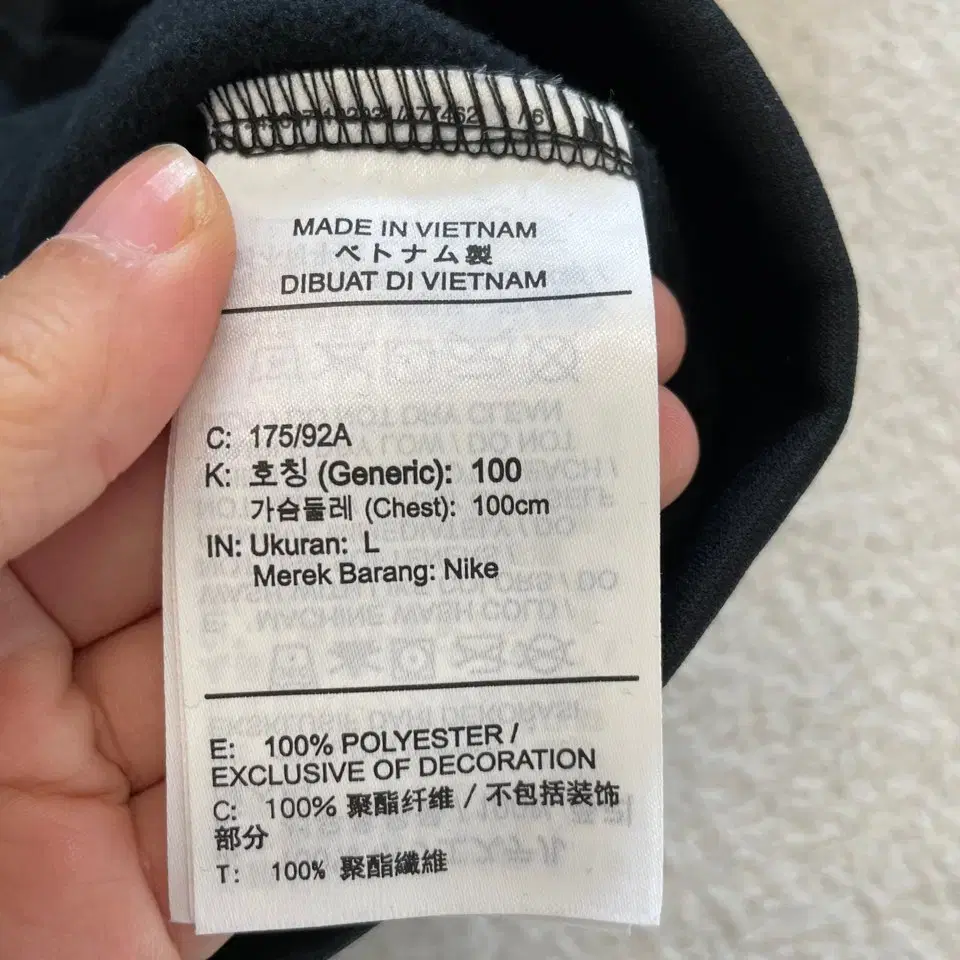 MADE IN VIETNAM
ベトナム製
DIBUAT DI VIETNAM
C: 175/92A
K: 호칭 (Generic): 100
가슴둘레 (Chest): 100cm
IN: Ukuran: L
Merek Barang: Nike
E: 100% POLYESTER /
EXCLUSIVE OF DECORATION
C: 100% 聚酯纤维 / 不包括装饰
部分
T: 100% 聚酯纖維